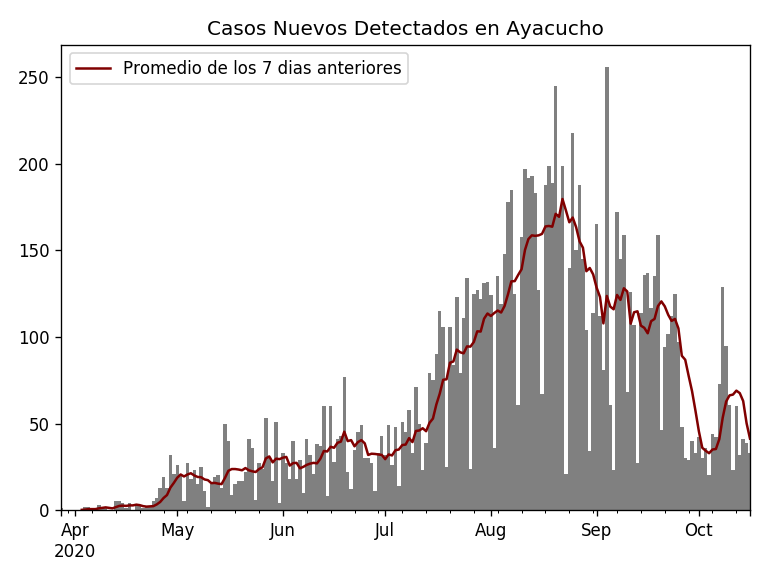 Casos Nuevos Detectados en Ayacucho
Promedio de los 7 dias anteriores
250
200
150
100
50
0
Apr May Jun Jul Aug Sep Oct
2020